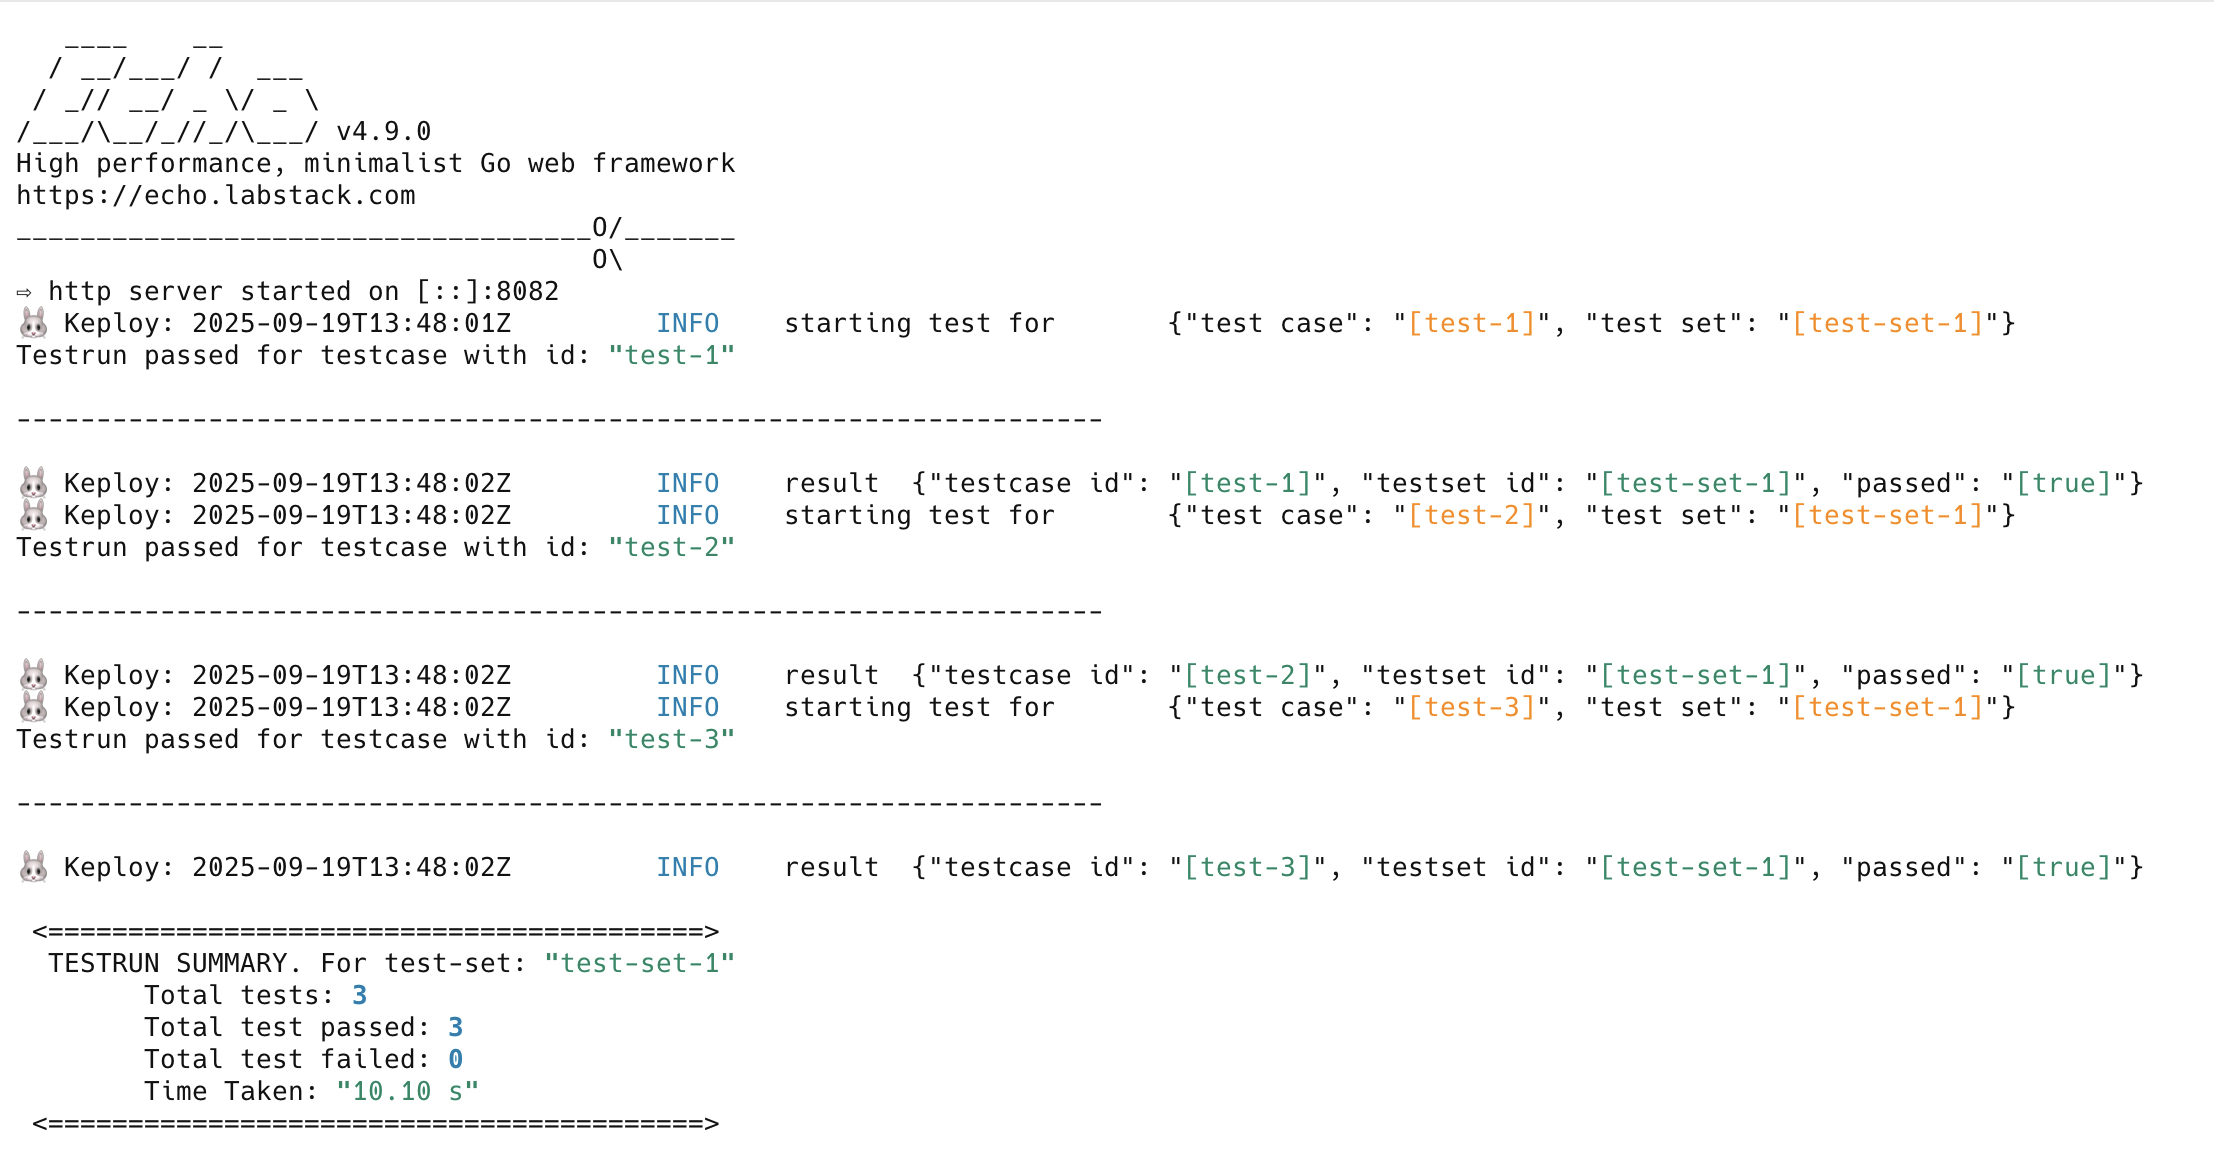 ____    __
  / __/___/ /  ___
 / _// __/ _ \/ _ \
/___/\__/_//_/\___/ v4.9.0
High performance, minimalist Go web framework
https://echo.labstack.com
____________________________________O/_______
                                    O\
⇨ http server started on [::]:8082
🐰 Keploy: 2025-09-19T13:48:01Z         INFO    starting test for       {"test case": "[test-1]", "test set": "[test-set-1]"}
Testrun passed for testcase with id: "test-1"
--------------------------------------------------------------------
🐰 Keploy: 2025-09-19T13:48:02Z         INFO    result  {"testcase id": "[test-1]", "testset id": "[test-set-1]", "passed": "[true]"}
🐰 Keploy: 2025-09-19T13:48:02Z         INFO    starting test for       {"test case": "[test-2]", "test set": "[test-set-1]"}
Testrun passed for testcase with id: "test-2"
--------------------------------------------------------------------
🐰 Keploy: 2025-09-19T13:48:02Z         INFO    result  {"testcase id": "[test-2]", "testset id": "[test-set-1]", "passed": "[true]"}
🐰 Keploy: 2025-09-19T13:48:02Z         INFO    starting test for       {"test case": "[test-3]", "test set": "[test-set-1]"}
Testrun passed for testcase with id: "test-3"
--------------------------------------------------------------------
🐰 Keploy: 2025-09-19T13:48:02Z         INFO    result  {"testcase id": "[test-3]", "testset id": "[test-set-1]", "passed": "[true]"}
 <=========================================>
  TESTRUN SUMMARY. For test-set: "test-set-1"
        Total tests: 3
        Total test passed: 3
        Total test failed: 0
        Time Taken: "10.10 s"
 <=========================================>